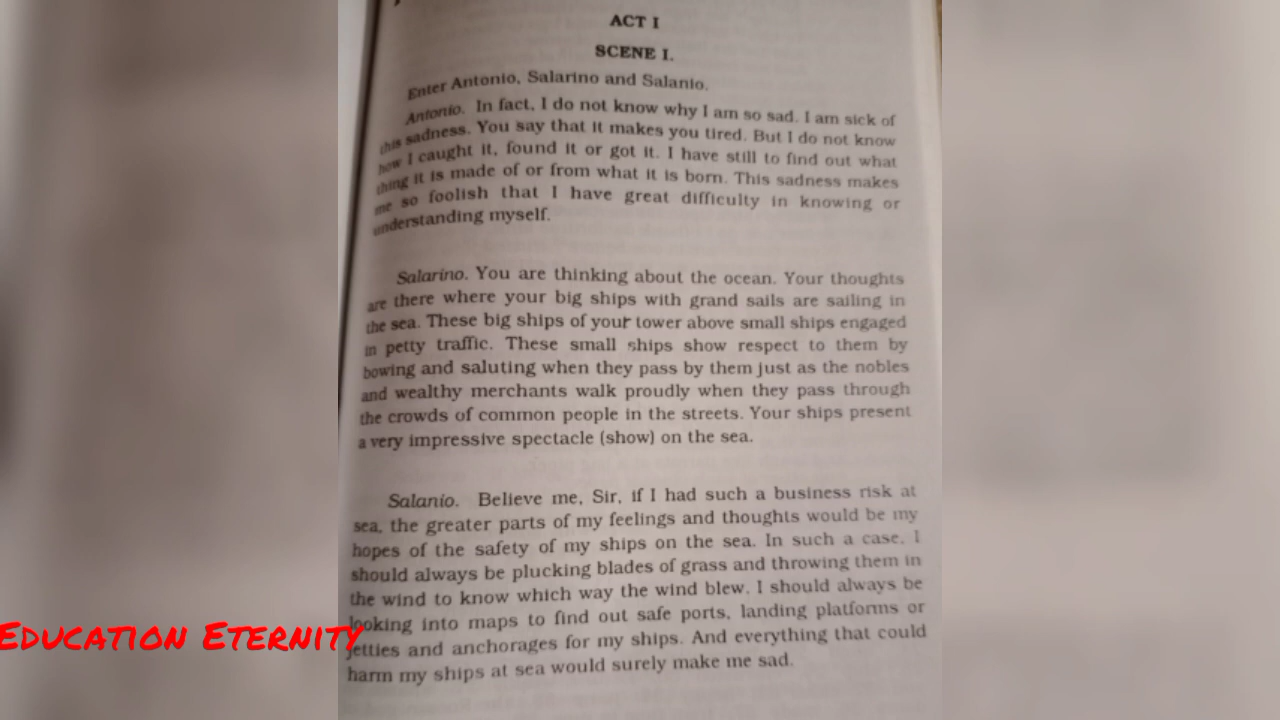 ACT I
SCENE I.
Enter Antonio, Salarino and Salanio.
Antonio. In fact, I do not know why I am so sad. I am sick of
this sadness. You say that it makes you tired. But I do not know
how I caught it, found it or got it. I have still to find out what
thing it is made of or from what it is born. This sadness makes
me so foolish that I have great difficulty in knowing or
understanding myself.
Salarino. You are thinking about the ocean. Your thoughts
are there where your big ships with grand sails are sailing in
the sea. These big ships of your tower above small ships engaged
in petty traffic. These small ships show respect to them by
bowing and saluting when they pass by them just as the nobles
and wealthy merchants walk proudly when they pass through
the crowds of common people in the streets. Your ships present
a very impressive spectacle (show) on the sea.
Salanio. Believe me, Sir, if I had such a business risk at
sea, the greater parts of my feelings and thoughts would be my
hopes of the safety of my ships on the sea. In such a case, I
should always be plucking blades of grass and throwing them in
the wind to know which way the wind blew. I should always be
looking into maps to find out safe ports, landing platforms or
jetties and anchorages for my ships. And everything that could
harm my ships at sea would surely make me sad.
EDUCATION ETERNITY